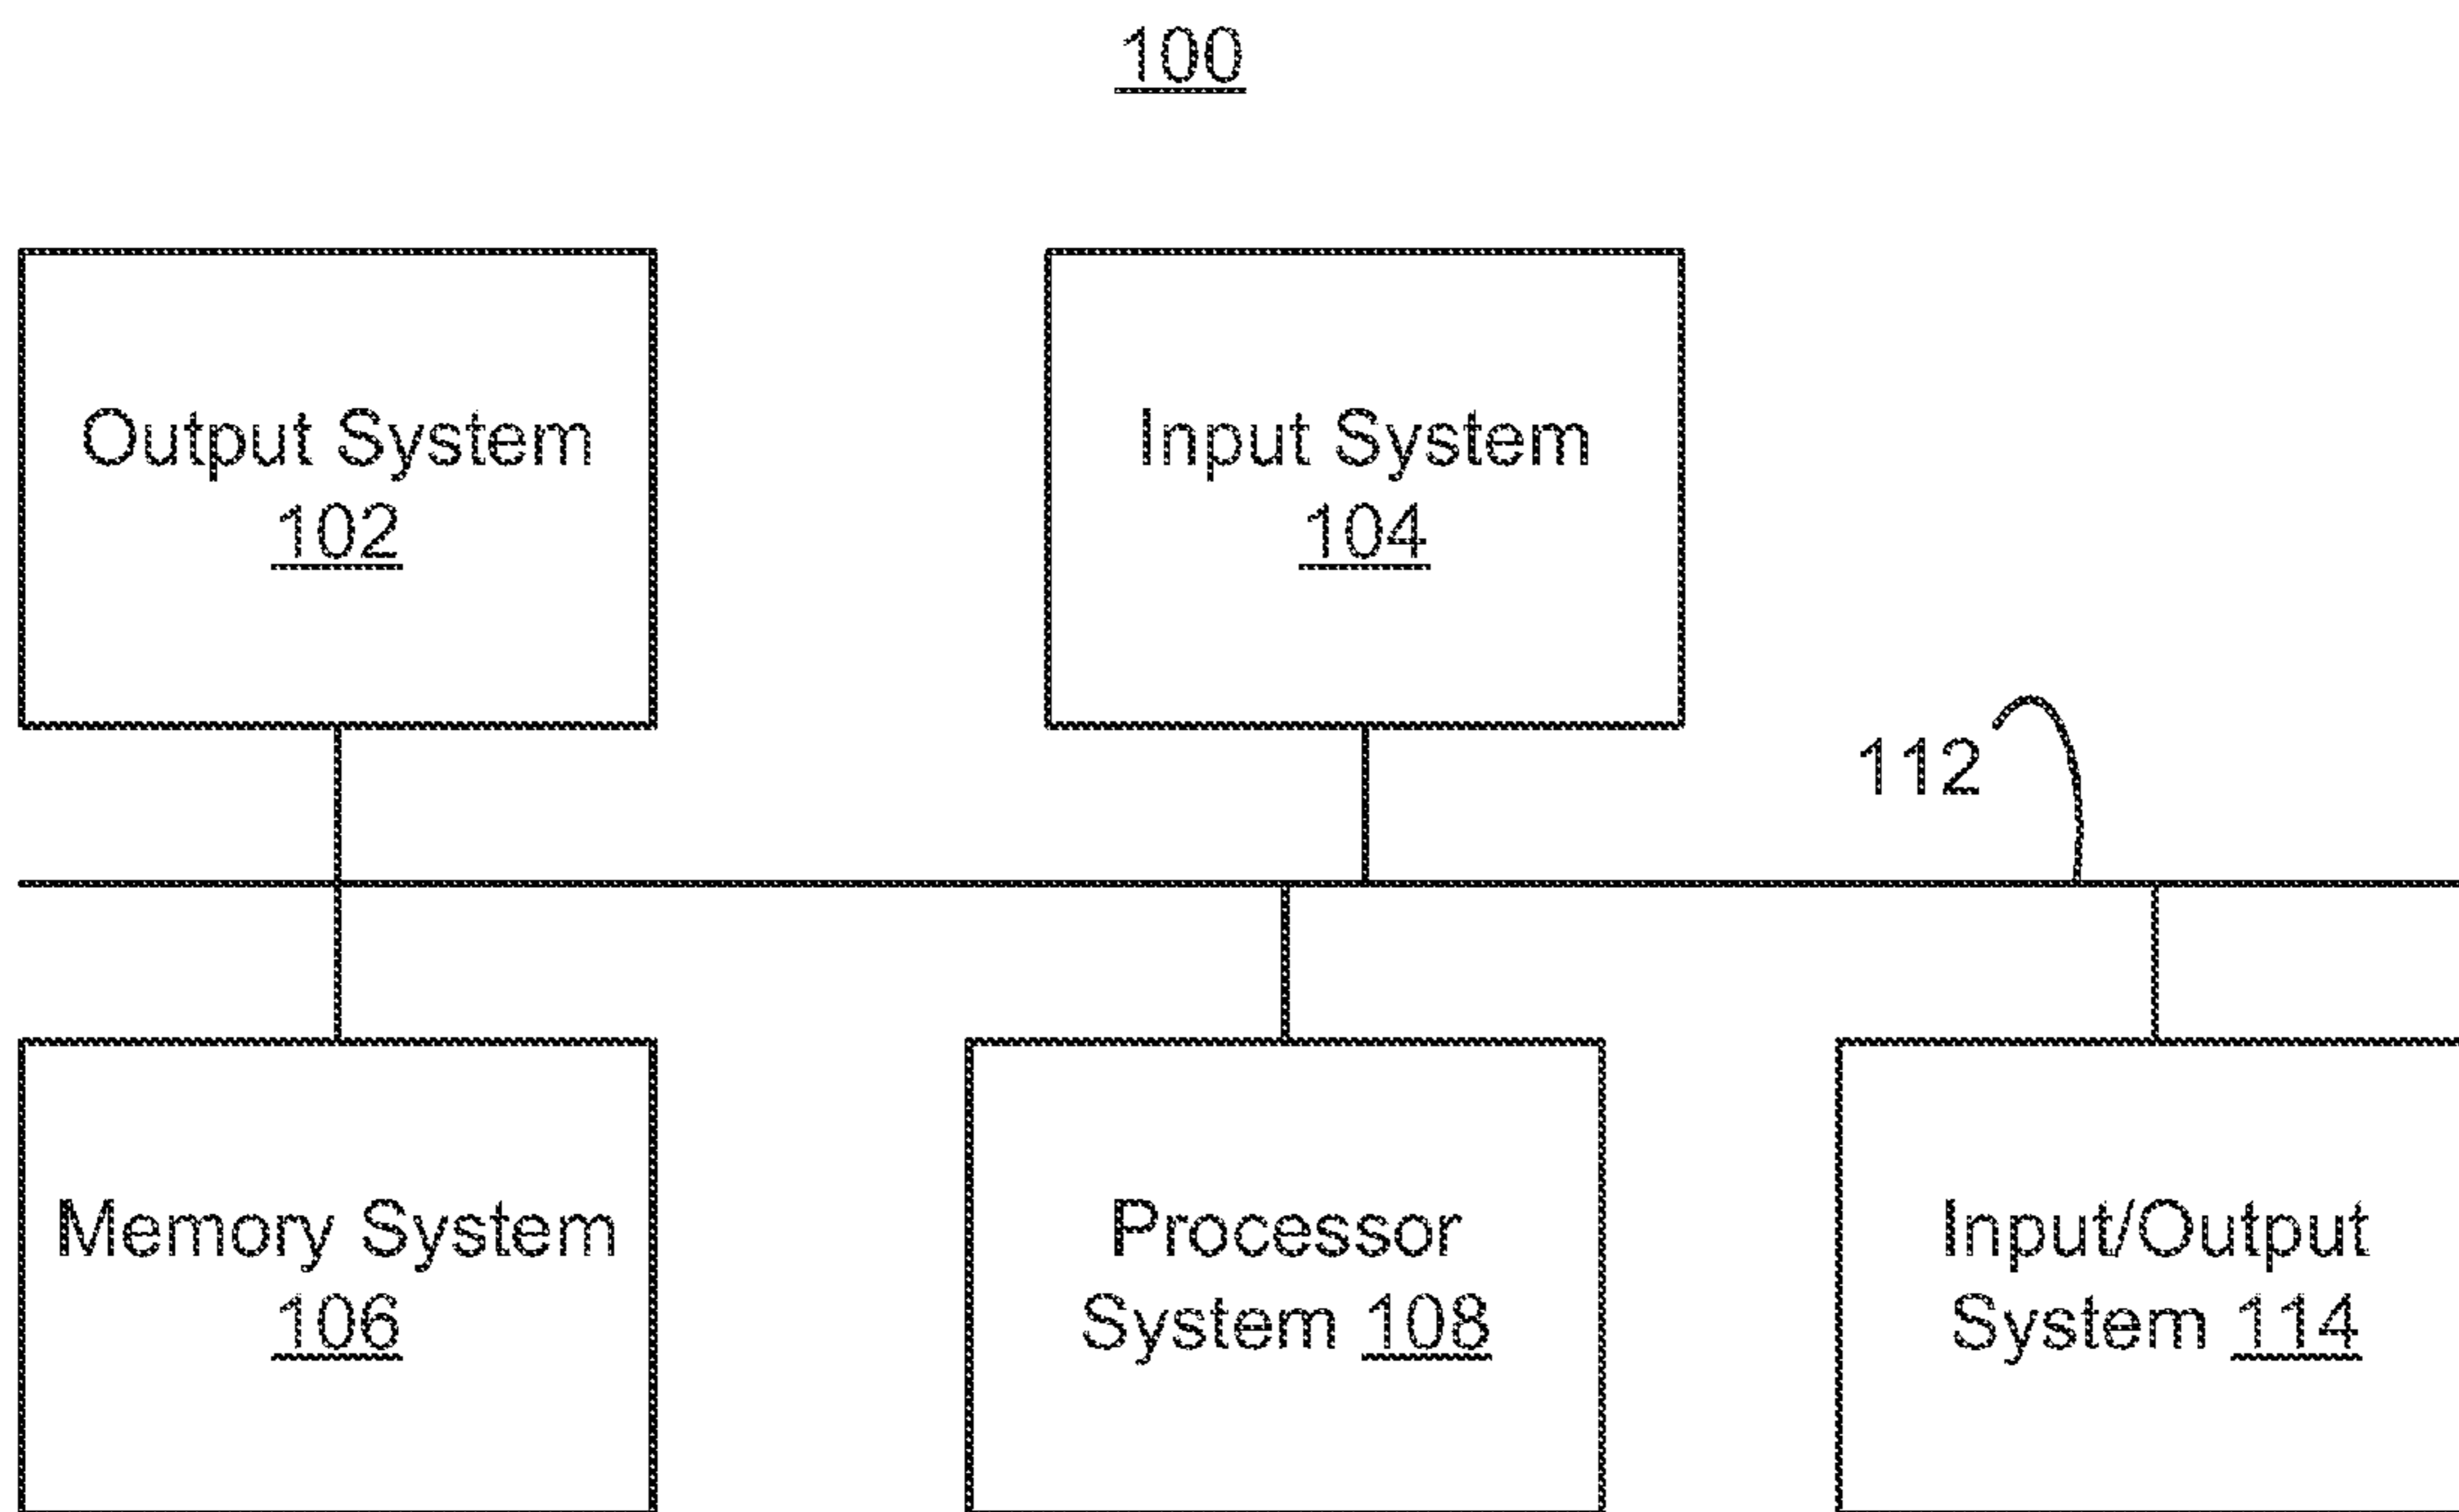 100
Output System
102
Input System
104
112
Memory System
106
Processor
System 108
Input/Output
System 114